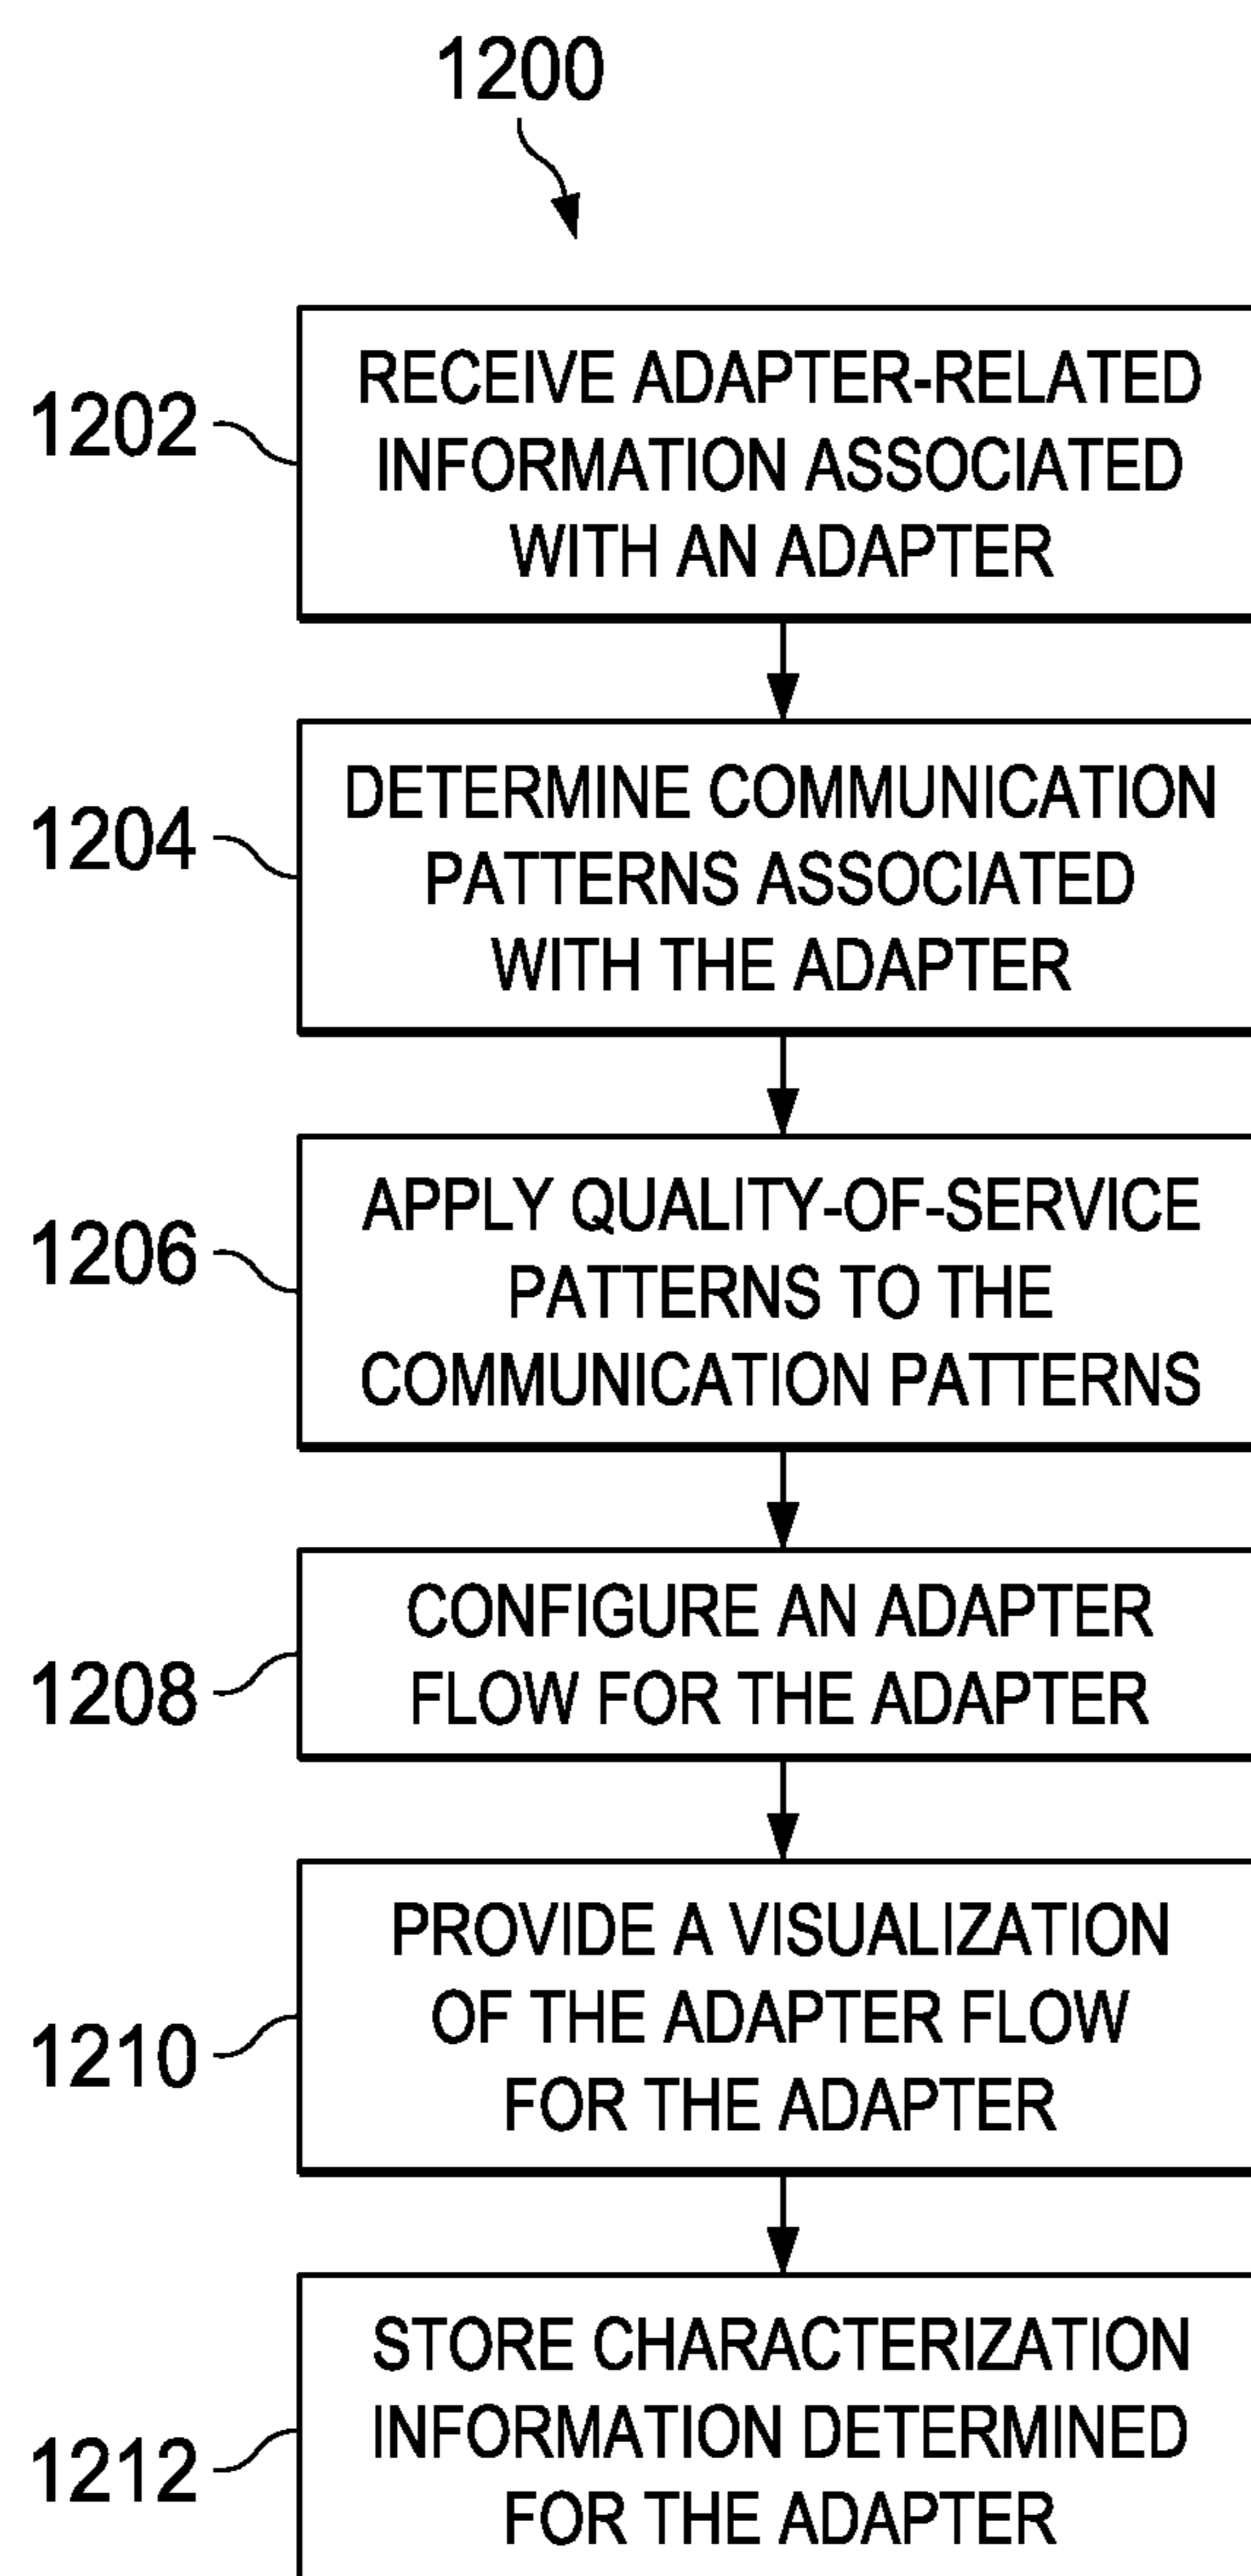 1200
1202
RECEIVE ADAPTER-RELATED
INFORMATION ASSOCIATED
WITH AN ADAPTER
1204
DETERMINE COMMUNICATION
PATTERNS ASSOCIATED
WITH THE ADAPTER
1206
APPLY QUALITY-OF-SERVICE
PATTERNS TO THE
COMMUNICATION PATTERNS
1208
CONFIGURE AN ADAPTER
FLOW FOR THE ADAPTER
1210
PROVIDE A VISUALIZATION
OF THE ADAPTER FLOW
FOR THE ADAPTER
1212
STORE CHARACTERIZATION
INFORMATION DETERMINED
FOR THE ADAPTER